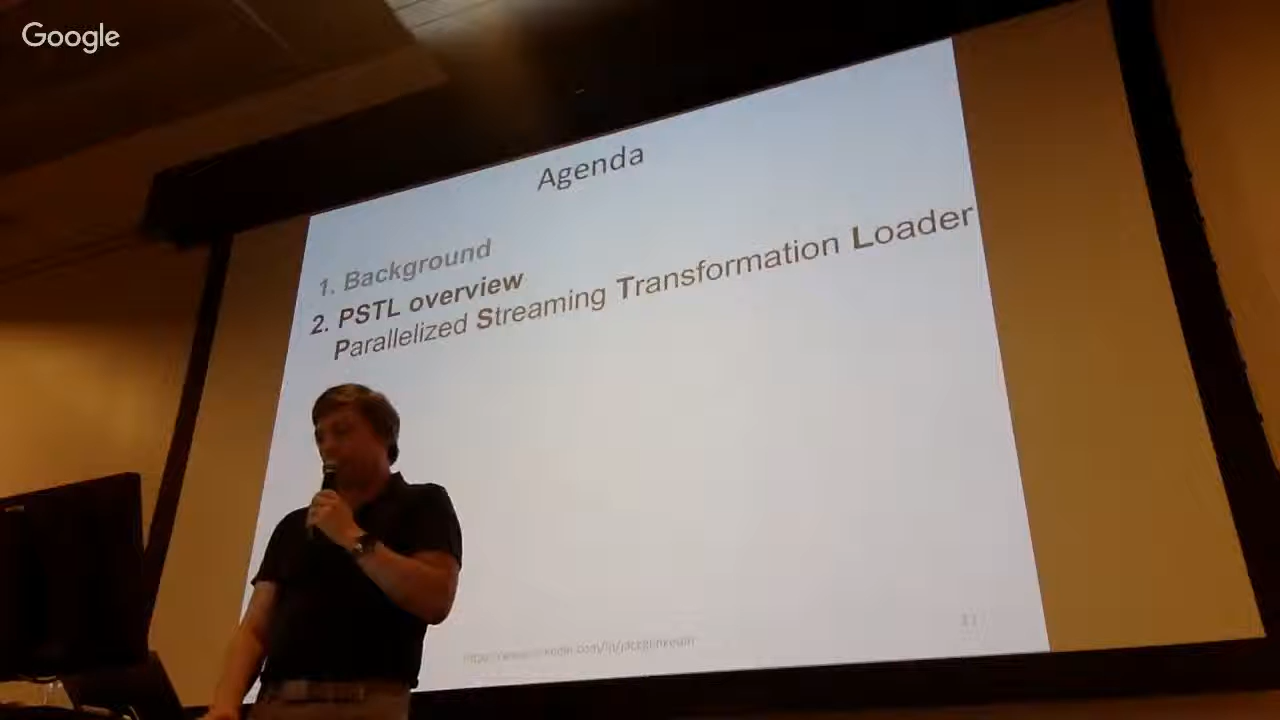 Google
Agenda
1. Background
2. PSTL overview
Parallelized Streaming Transformation Loader